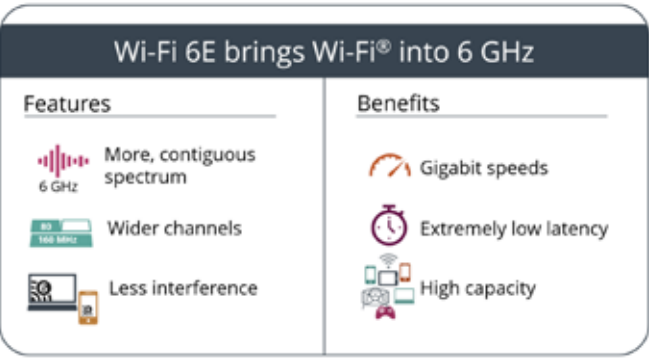 Wi-Fi 6E brings Wi-Fi® into 6 GHz
Features
6 GHz
More, contiguous
spectrum
80
160 MHz
Wider channels
Less interference
Benefits
Gigabit speeds
Extremely low latency
High capacity